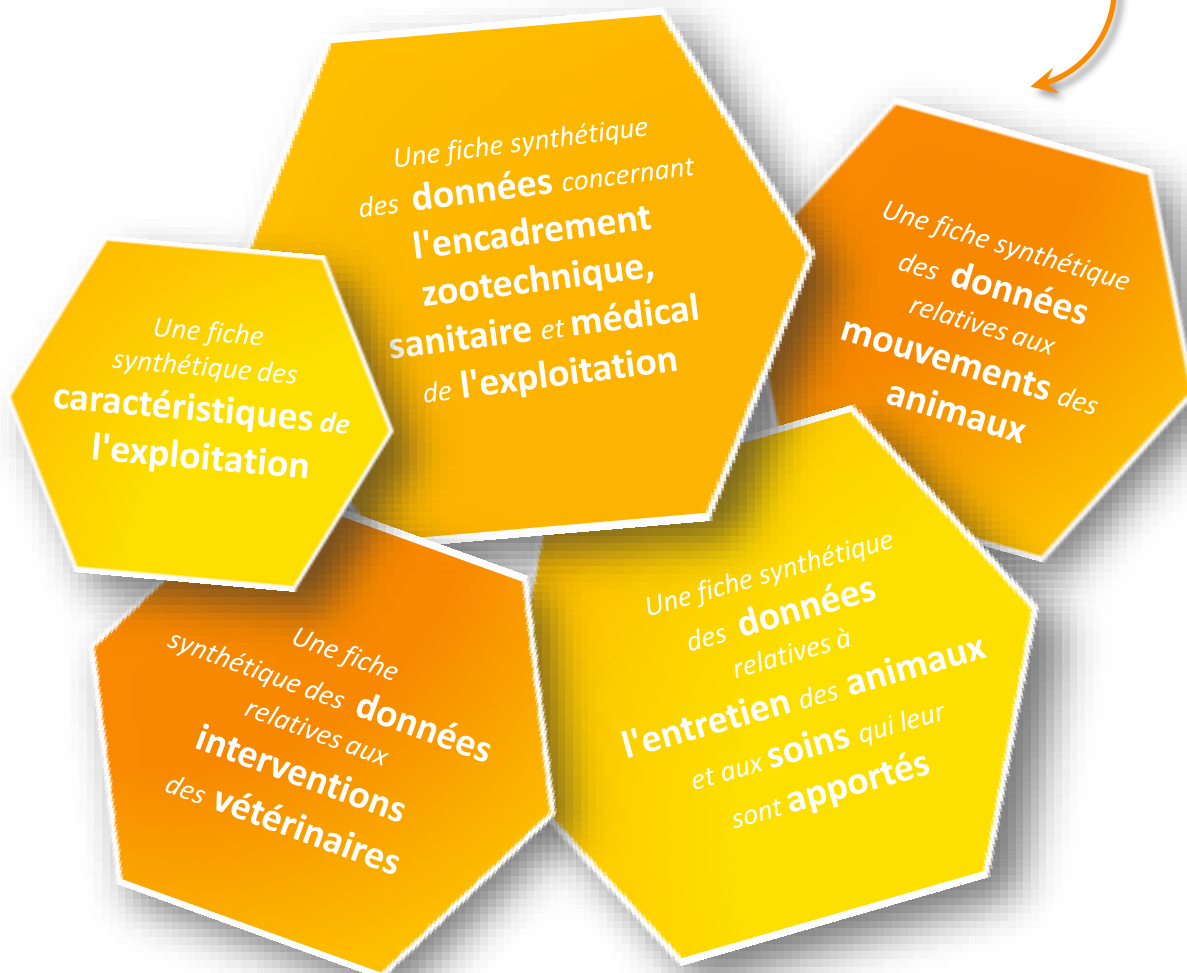 Une fiche synthétique
des données concernant
l'encadrement
zootechnique,
sanitaire et médical
de l'exploitation
Une fiche synthétique
des données
relatives aux
mouvements des
animaux
Une fiche
synthétique des
caractéristiques de
l'exploitation
Une fiche synthétique
des données
relatives à
l'entretien des animaux
et aux soins qui leur
sont apportés
Une fiche
synthétique des données
relatives aux
interventions
des vétérinaires